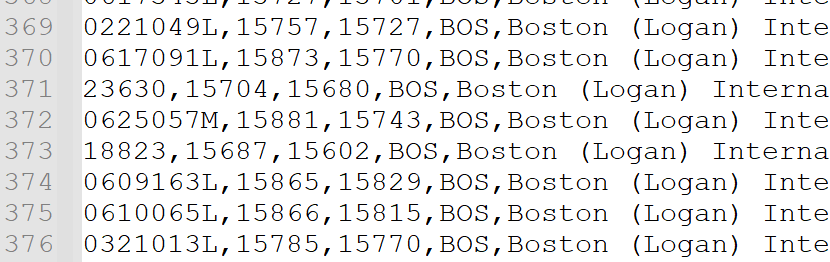 369 0221049L,15757,15727,BOS,Boston (Logan) Inte
370 0617091L,15873,15770,BOS,Boston (Logan) Inte
371 23630,15704,15680,BOS,Boston (Logan) Interna
372 0625057M,15881,15743,BOS,Boston (Logan) Inte
373 18823,15687,15602,BOS,Boston (Logan) Interna
374 0609163L,15865,15829,BOS,Boston (Logan) Inte
375 0610065L,15866,15815,BOS,Boston (Logan) Inte
376 0321013L,15785,15770,BOS,Boston (Logan) Inte